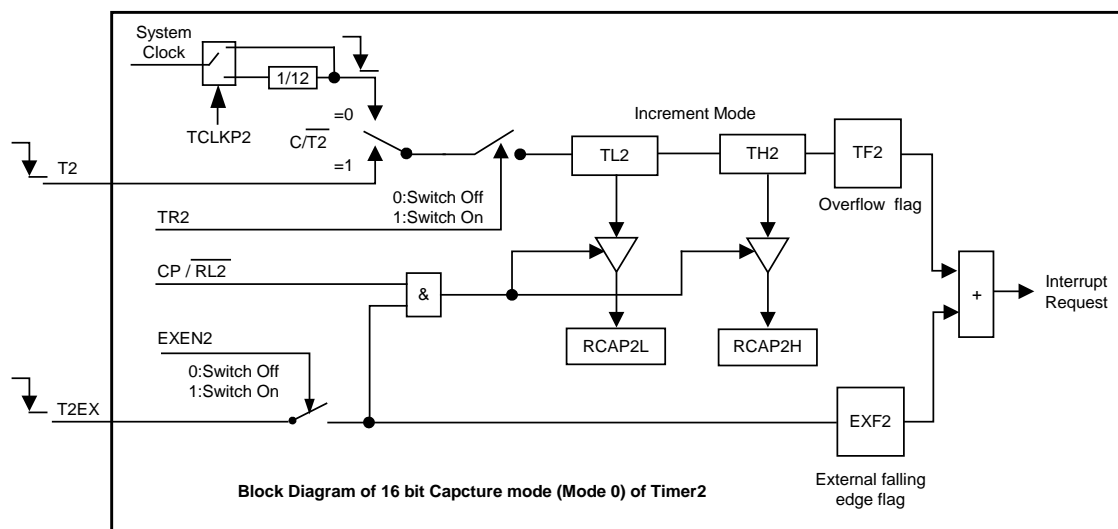 System
Clock
1/12
TCLKP2
=0
C/T2
=1
T2
TR2
0:Switch Off
1:Switch On
Increment Mode
TL2
TH2
TF2
Overflow flag
CP / RL2
&
RCAP2L
RCAP2H
+
Interrupt
Request
EXEN2
0:Switch Off
1:Switch On
T2EX
EXF2
External falling
edge flag
Block Diagram of 16 bit Capcture mode (Mode 0) of Timer2